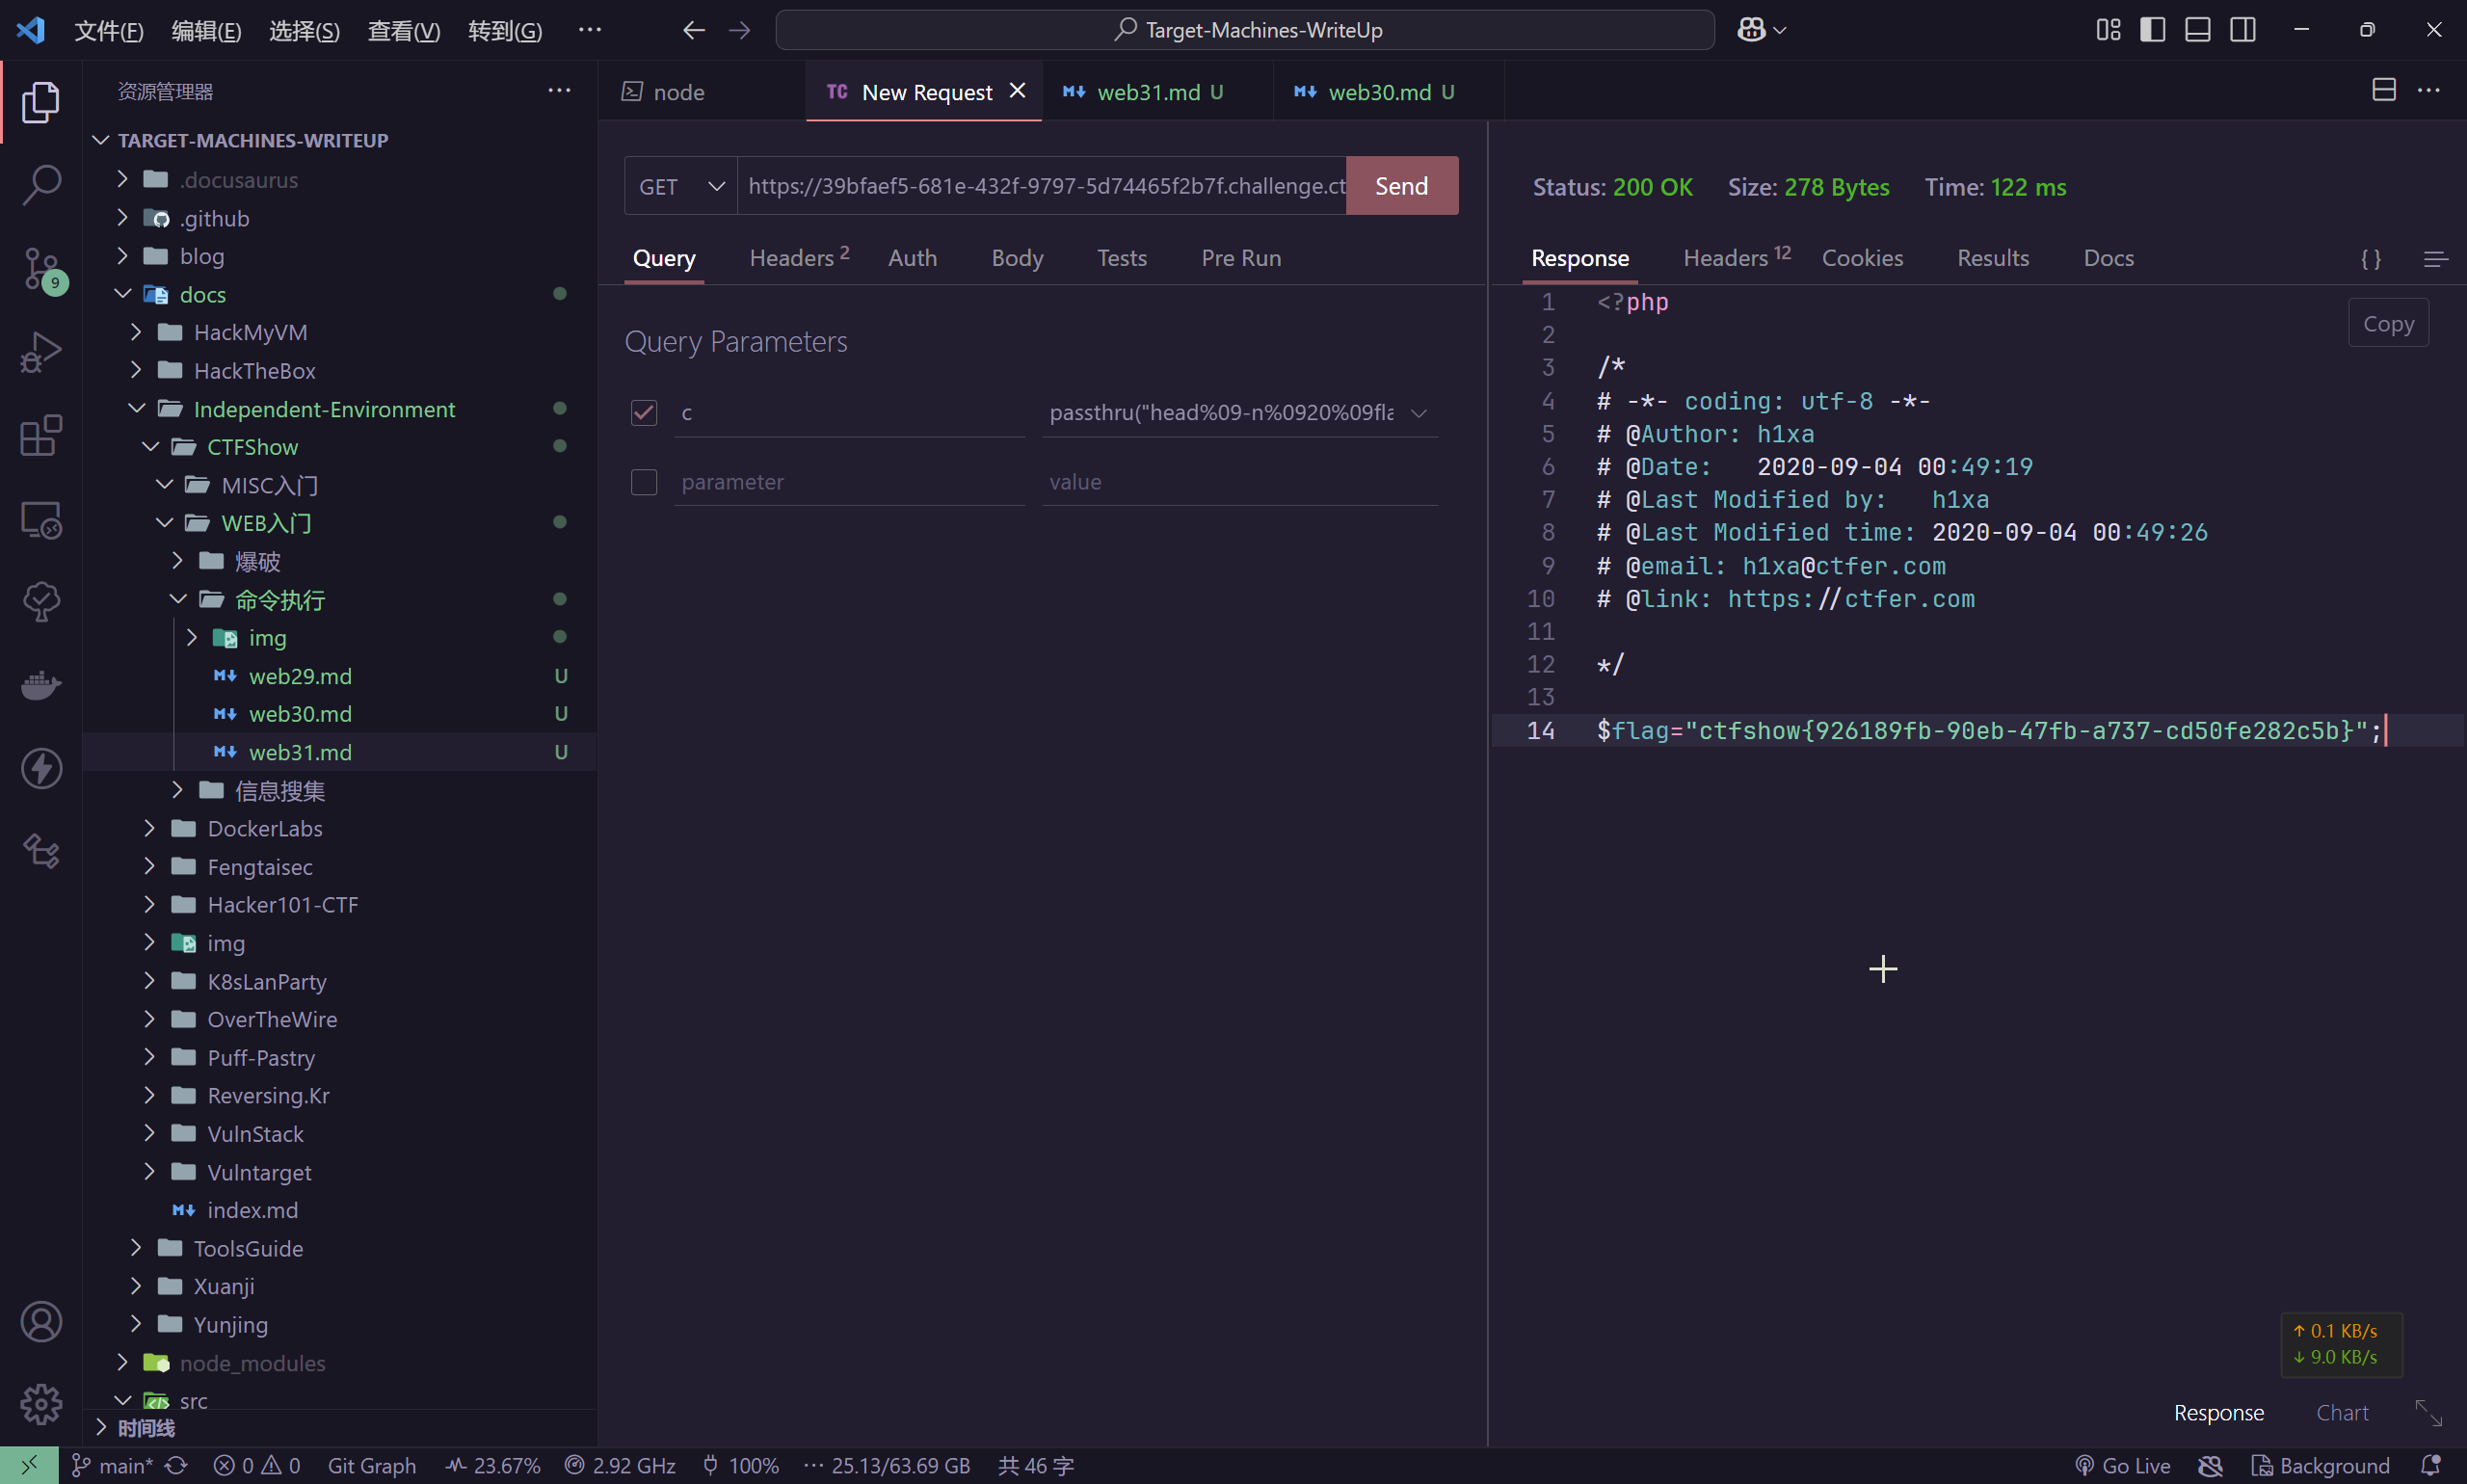 文件(F) 编辑(E) 选择(S) 查看(V) 转到(G) ··· Target-Machines-WriteUp
资源管理器 ···
TARGET-MACHINES-WRITEUP
.docusaurus
.github
blog
docs
HackMyVM
HackTheBox
Independent-Environment
CTFShow
MISC入门
WEB入门
爆破
命令执行
img
web29.md U
web30.md U
web31.md U
信息搜集
DockerLabs
Fengtaisec
Hacker101-CTF
img
K8sLanParty
OverTheWire
Puff-Pastry
Reversing.Kr
VulnStack
Vulntarget
index.md
ToolsGuide
Xuanji
Yunjing
node_modules
src
时间线
9
node TC New Request web31.md U web30.md U
GET https://39bfaef5-681e-432f-9797-5d74465f2b7f.challenge.ct Send
Query Headers 2 Auth Body Tests Pre Run
Query Parameters
c passthru("head%09-n%0920%09fla
parameter value
Status: 200 OK Size: 278 Bytes Time: 122 ms
Response Headers 12 Cookies Results Docs {}
Copy
1 <?php
2
3 /*
4 # -*- coding: utf-8 -*-
5 # @Author: h1xa
6 # @Date:   2020-09-04 00:49:19
7 # @Last Modified by:   h1xa
8 # @Last Modified time: 2020-09-04 00:49:26
9 # @email: h1xa@ctfer.com
10 # @link: https://ctfer.com
11
12 */
13
14 $flag="ctfshow{926189fb-90eb-47fb-a737-cd50fe282c5b}";
↑ 0.1 KB/s
↓ 9.0 KB/s
Response Chart
main* 0 0 Git Graph 23.67% 2.92 GHz 100% ··· 25.13/63.69 GB 共 46 字 Go Live Background